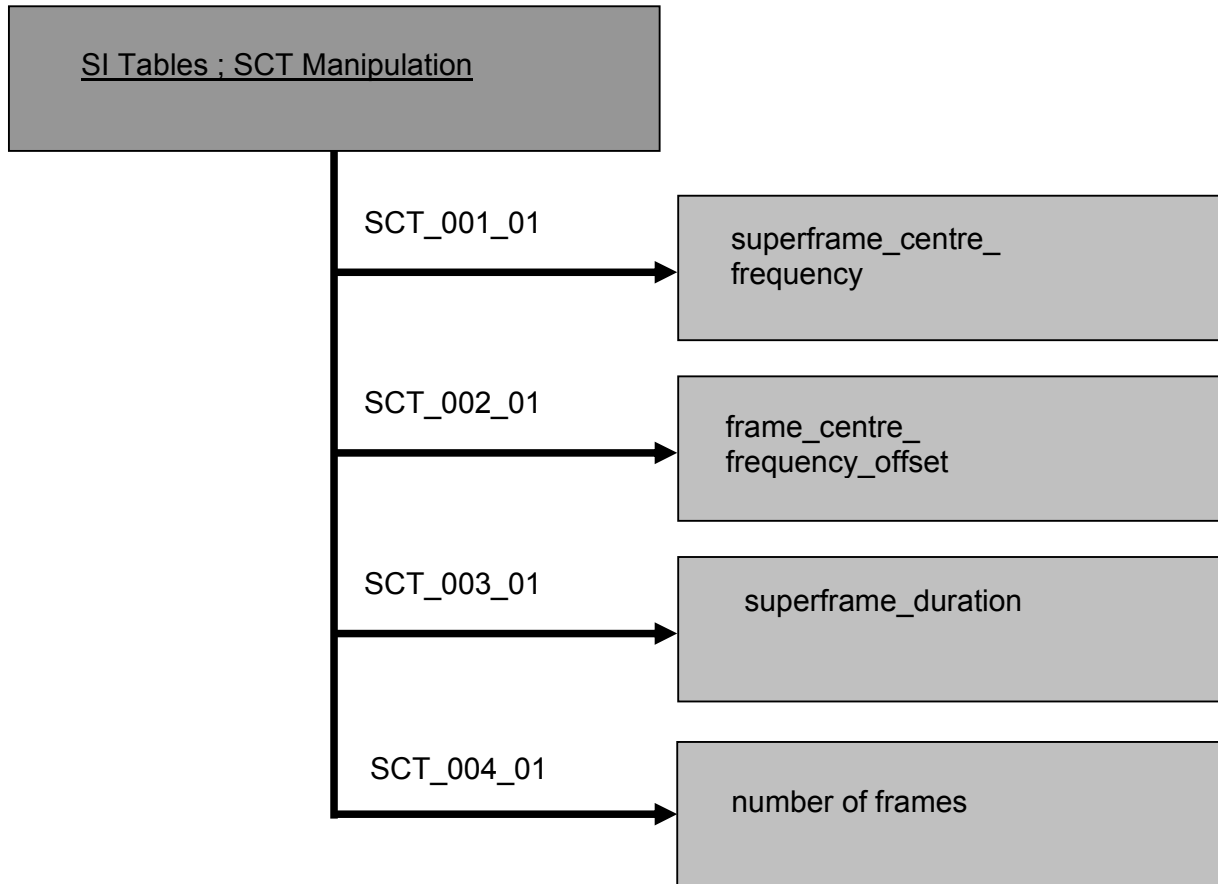 SI Tables ; SCT Manipulation
SCT_001_01
superframe_centre_
frequency
SCT_002_01
frame_centre_
frequency_offset
SCT_003_01
superframe_duration
SCT_004_01
number of frames